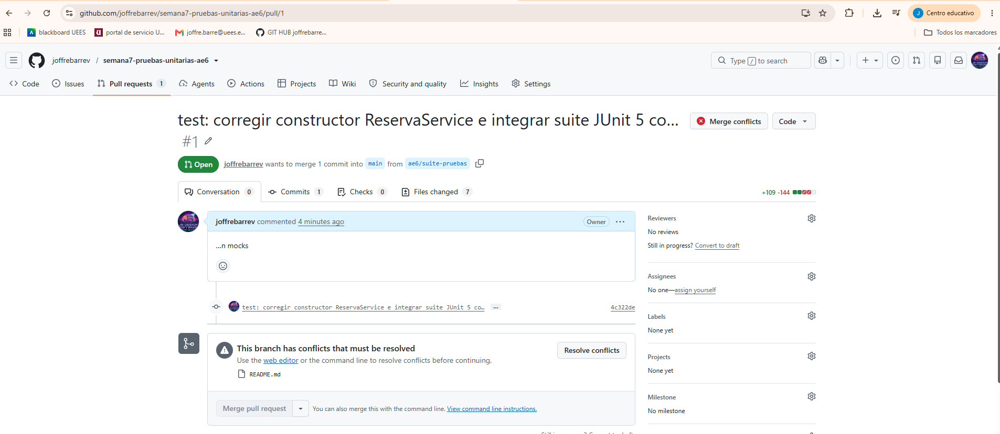 github.com/joffrebarrev/semana7-pruebas-unitarias-ae6/pull/1
J Centro educativo
blackboard UEES
portal de servicio U...
joffre.barre@uees.e...
GIT HUB joffrebarre...
Todos los marcadores
joffrebarrev / semana7-pruebas-unitarias-ae6
Type / to search
Code
Issues
Pull requests 1
Agents
Actions
Projects
Wiki
Security and quality
Insights
Settings
test: corregir constructor ReservaService e integrar suite JUnit 5 co...
#1
Merge conflicts
Code
Open
joffrebarrev wants to merge 1 commit into main from ae6/suite-pruebas
Conversation 0
Commits 1
Checks 0
Files changed 7
+109 -144
joffrebarrev commented 4 minutes ago
Owner
...n mocks
test: corregir constructor ReservaService e integrar suite JUnit 5 co… ...
4c322de
This branch has conflicts that must be resolved
Use the web editor or the command line to resolve conflicts before continuing.
README.md
Resolve conflicts
Merge pull request
You can also merge this with the command line. View command line instructions.
Reviewers
No reviews
Still in progress? Convert to draft
Assignees
No one—assign yourself
Labels
None yet
Projects
None yet
Milestone
No milestone